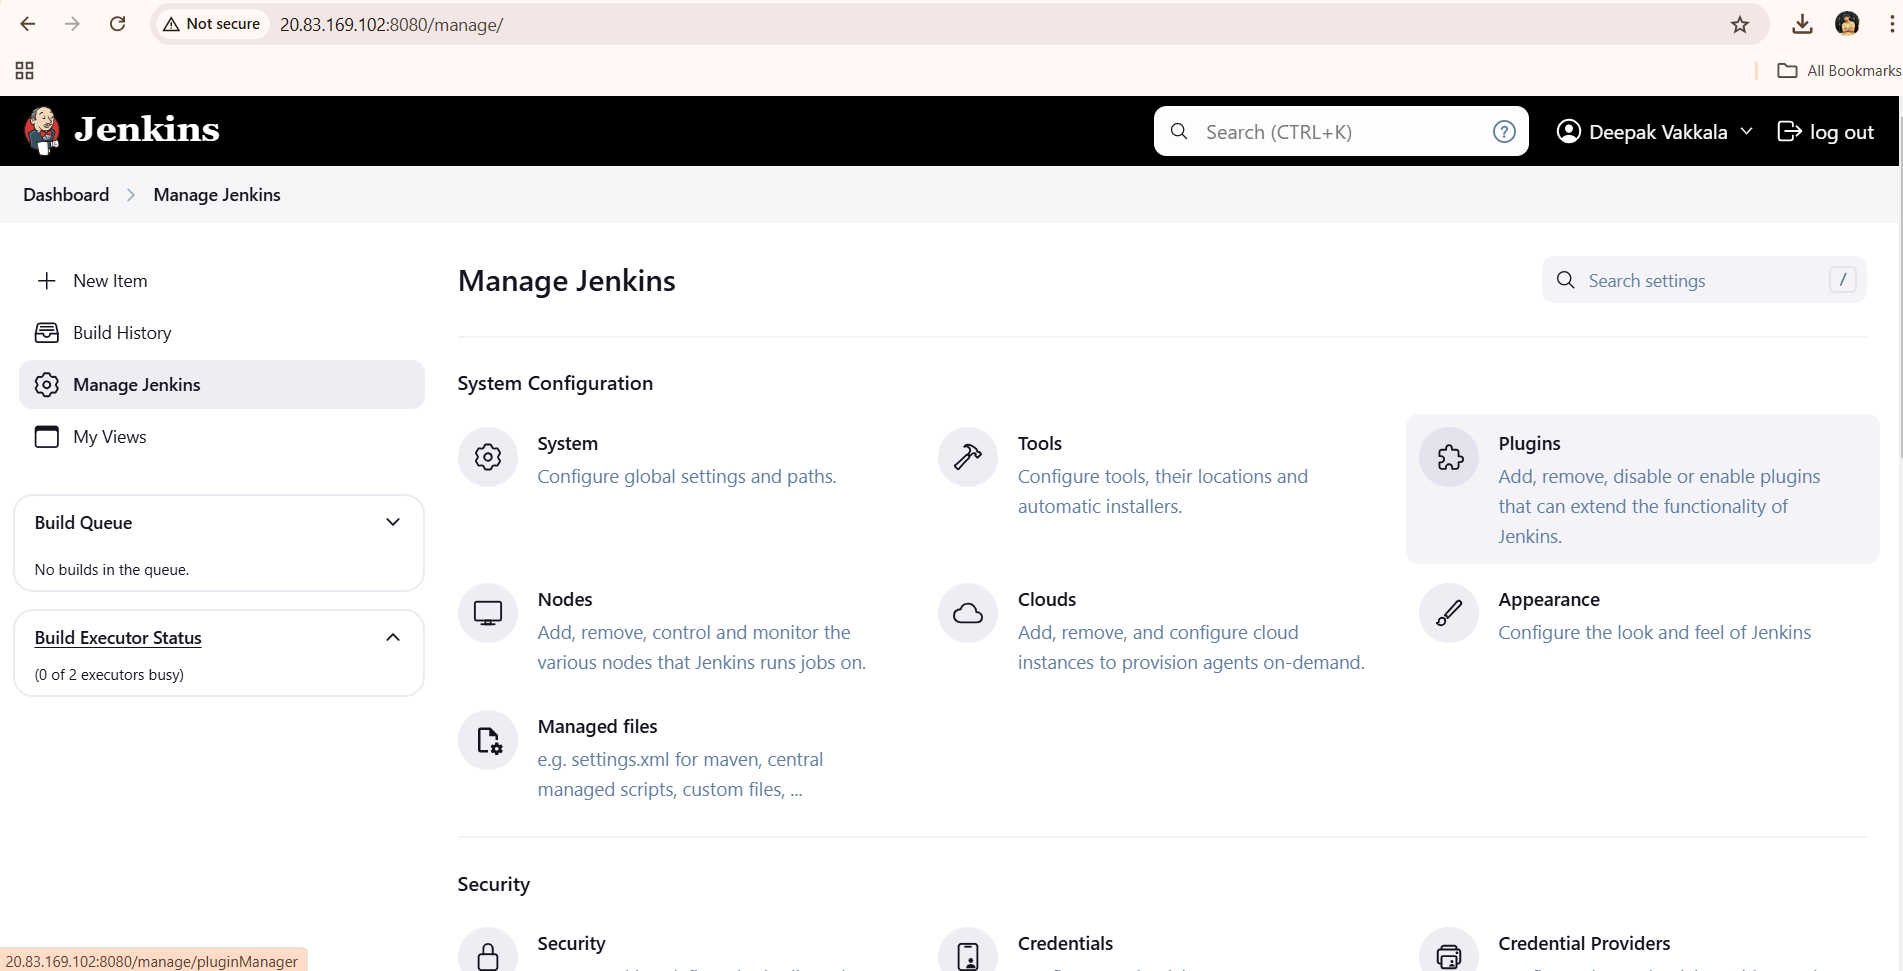 Not secure 20.83.169.102:8080/manage/
All Bookmarks
Jenkins
Search (CTRL+K)
?
Deepak Vakkala
log out
Dashboard
Manage Jenkins
New Item
Build History
Manage Jenkins
My Views
Build Queue
No builds in the queue.
Build Executor Status
(0 of 2 executors busy)
Manage Jenkins
Search settings
/
System Configuration
System
Configure global settings and paths.
Tools
Configure tools, their locations and
automatic installers.
Plugins
Add, remove, disable or enable plugins
that can extend the functionality of
Jenkins.
Nodes
Add, remove, control and monitor the
various nodes that Jenkins runs jobs on.
Clouds
Add, remove, and configure cloud
instances to provision agents on-demand.
Appearance
Configure the look and feel of Jenkins
Managed files
e.g. settings.xml for maven, central
managed scripts, custom files, ...
Security
Security
Credentials
Credential Providers
20.83.169.102:8080/manage/pluginManager